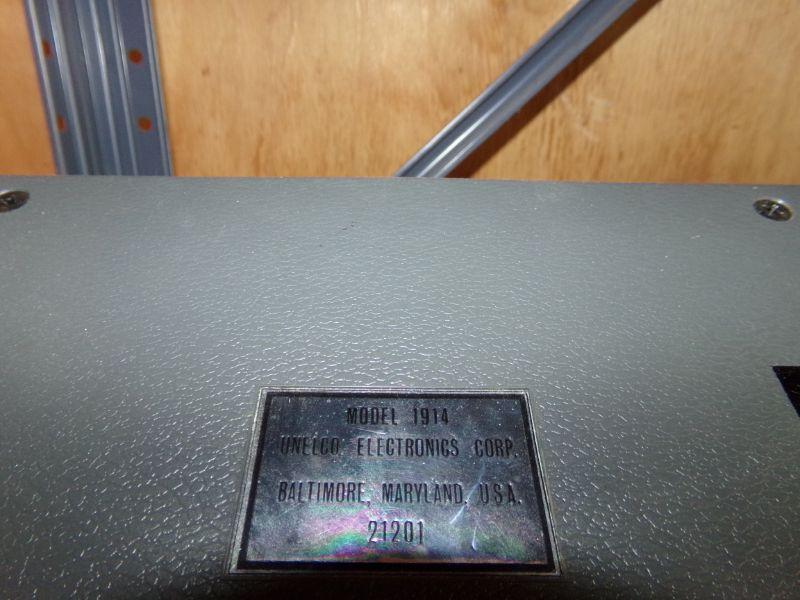 MODEL 1914
UNELCO ELECTRONICS CORP.
BALTIMORE, MARYLAND, U.S.A.
21201